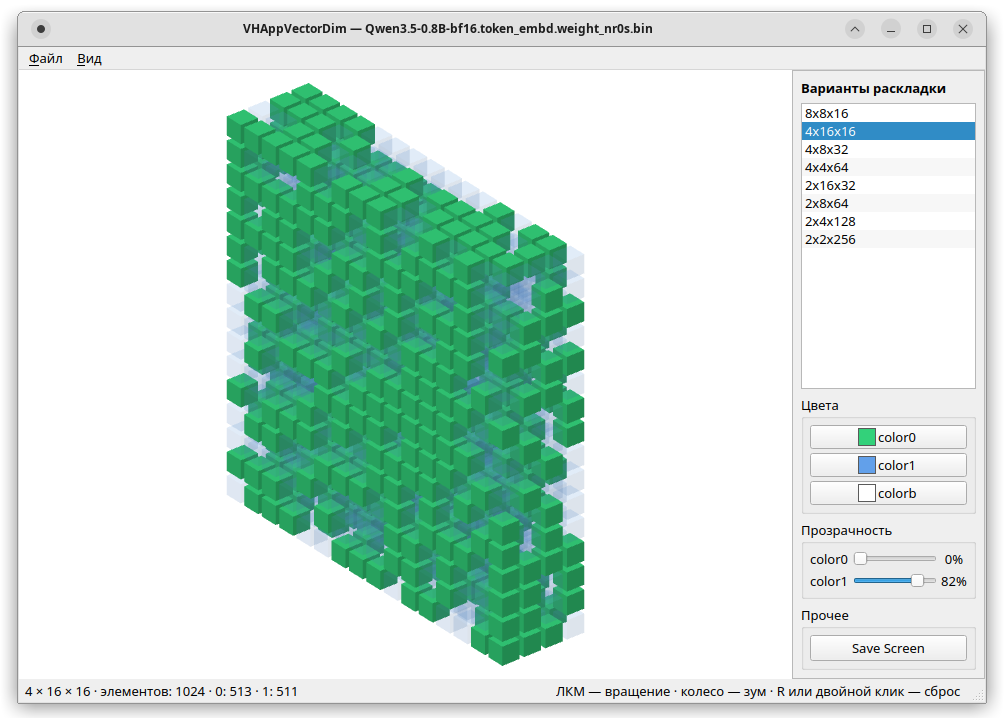 VHAppVectorDim — Qwen3.5-0.8B-bf16.token_embd.weight_nr0s.bin
Файл Вид
Варианты раскладки
8x8x16
4x16x16
4x8x32
4x4x64
2x16x32
2x8x64
2x4x128
2x2x256
Цвета
color0
color1
colorb
Прозрачность
color0 0%
color1 82%
Прочее
Save Screen
4 × 16 × 16 · элементов: 1024 · 0: 513 · 1: 511
ЛКМ — вращение · колесо — зум · R или двойной клик — сброс